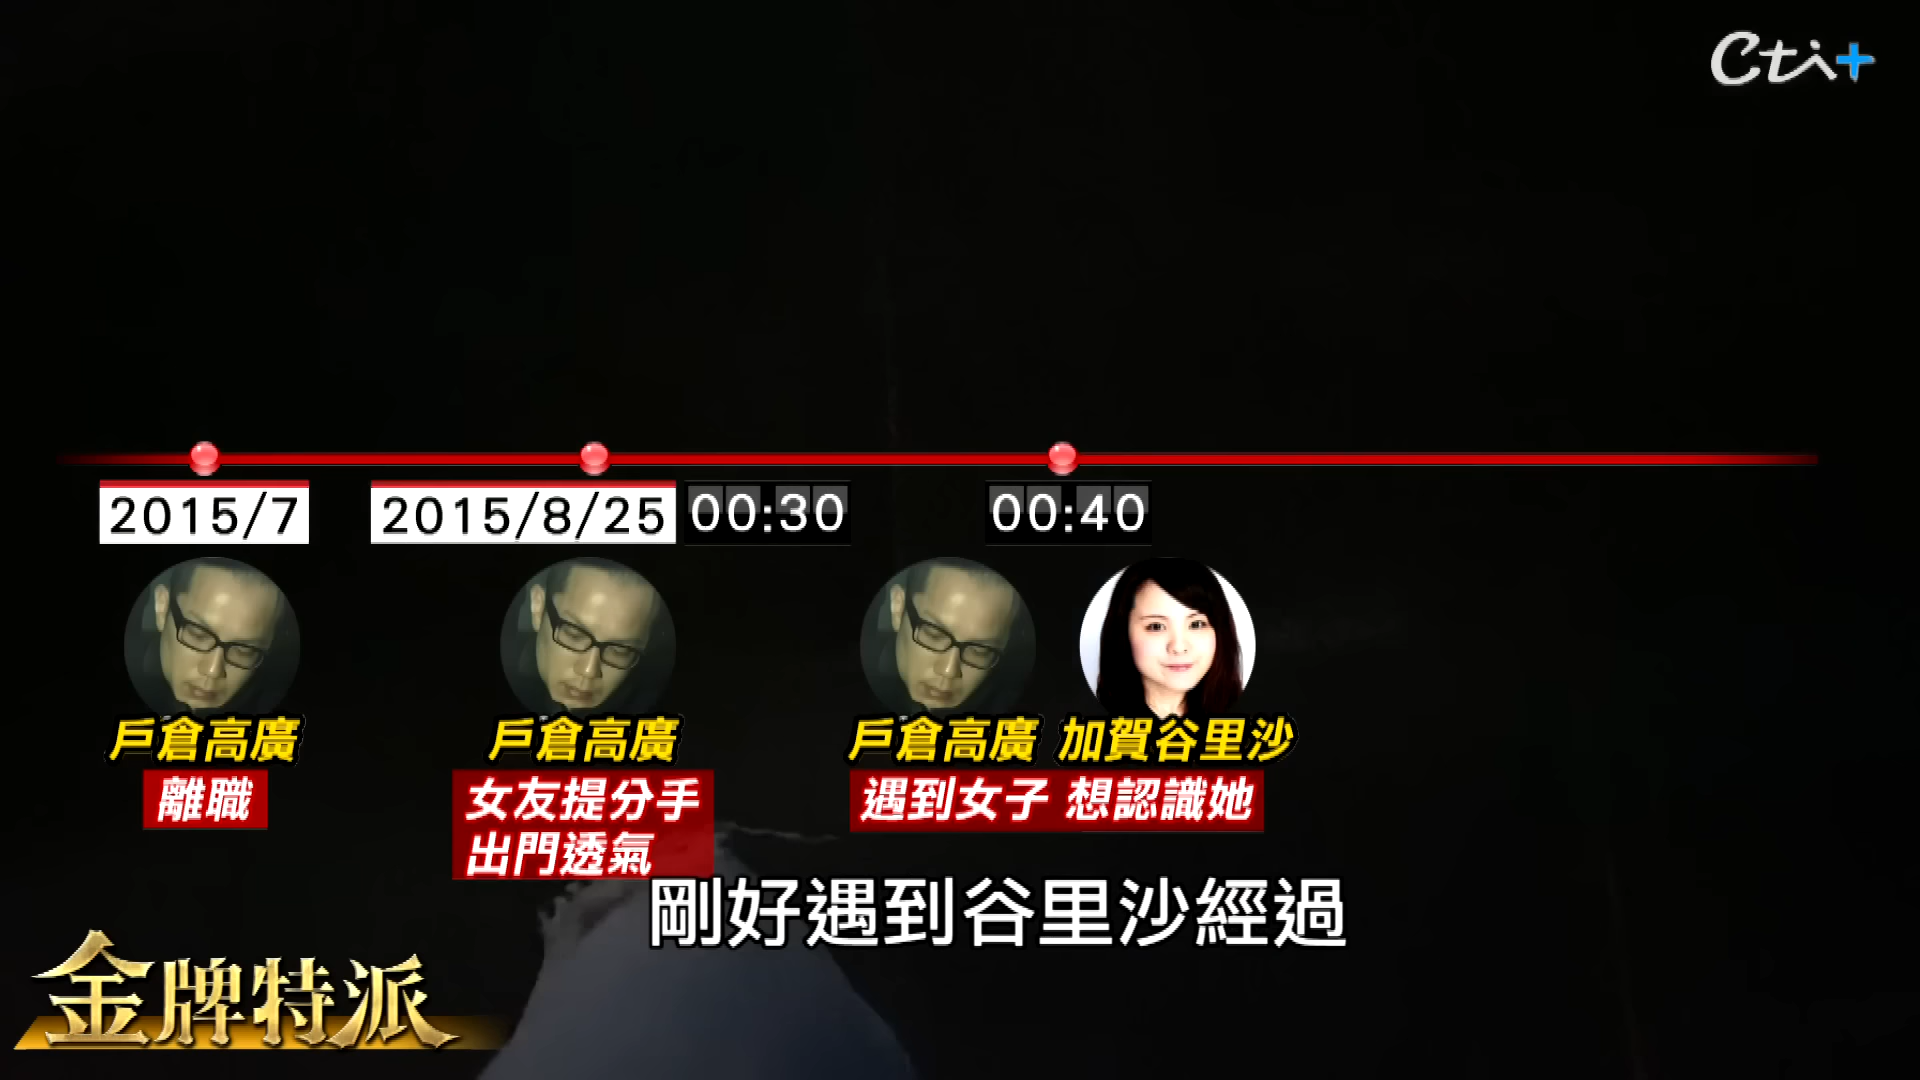 Cti+
2015/7
2015/8/25 00:30
00:40
戶倉高廣
離職
戶倉高廣
女友提分手
出門透氣
戶倉高廣 加賀谷里沙
遇到女子 想認識她
剛好遇到谷里沙經過
金牌特派